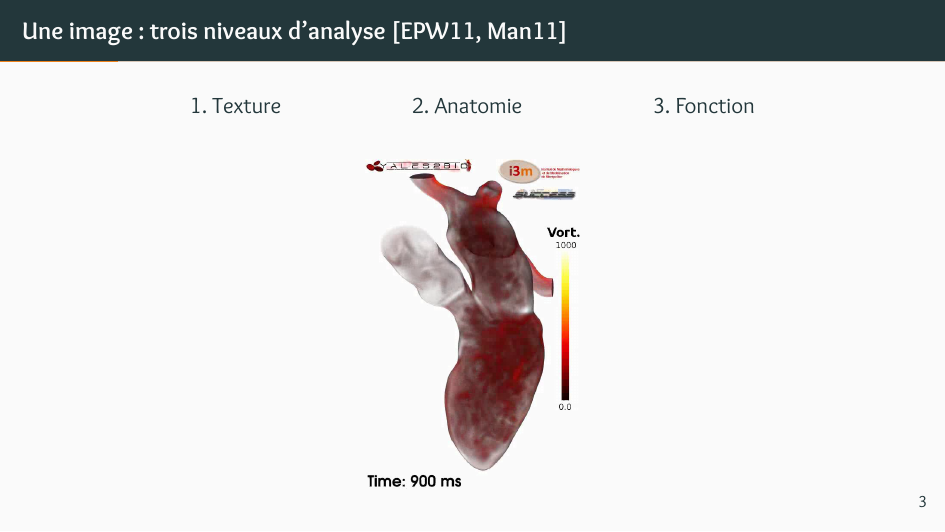 Une image : trois niveaux d’analyse [EPW11, Man11]
1. Texture
2. Anatomie
3. Fonction
YALES2BIO
i3m
Vort.
1000
0.0
Time: 900 ms
3